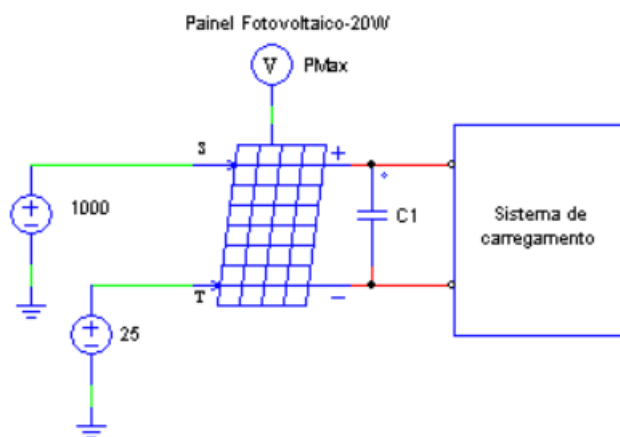 Painel Fotovoltaico-20W
V
PMax
S
+
1000
C1
Sistema de
carregamento
T
−
25